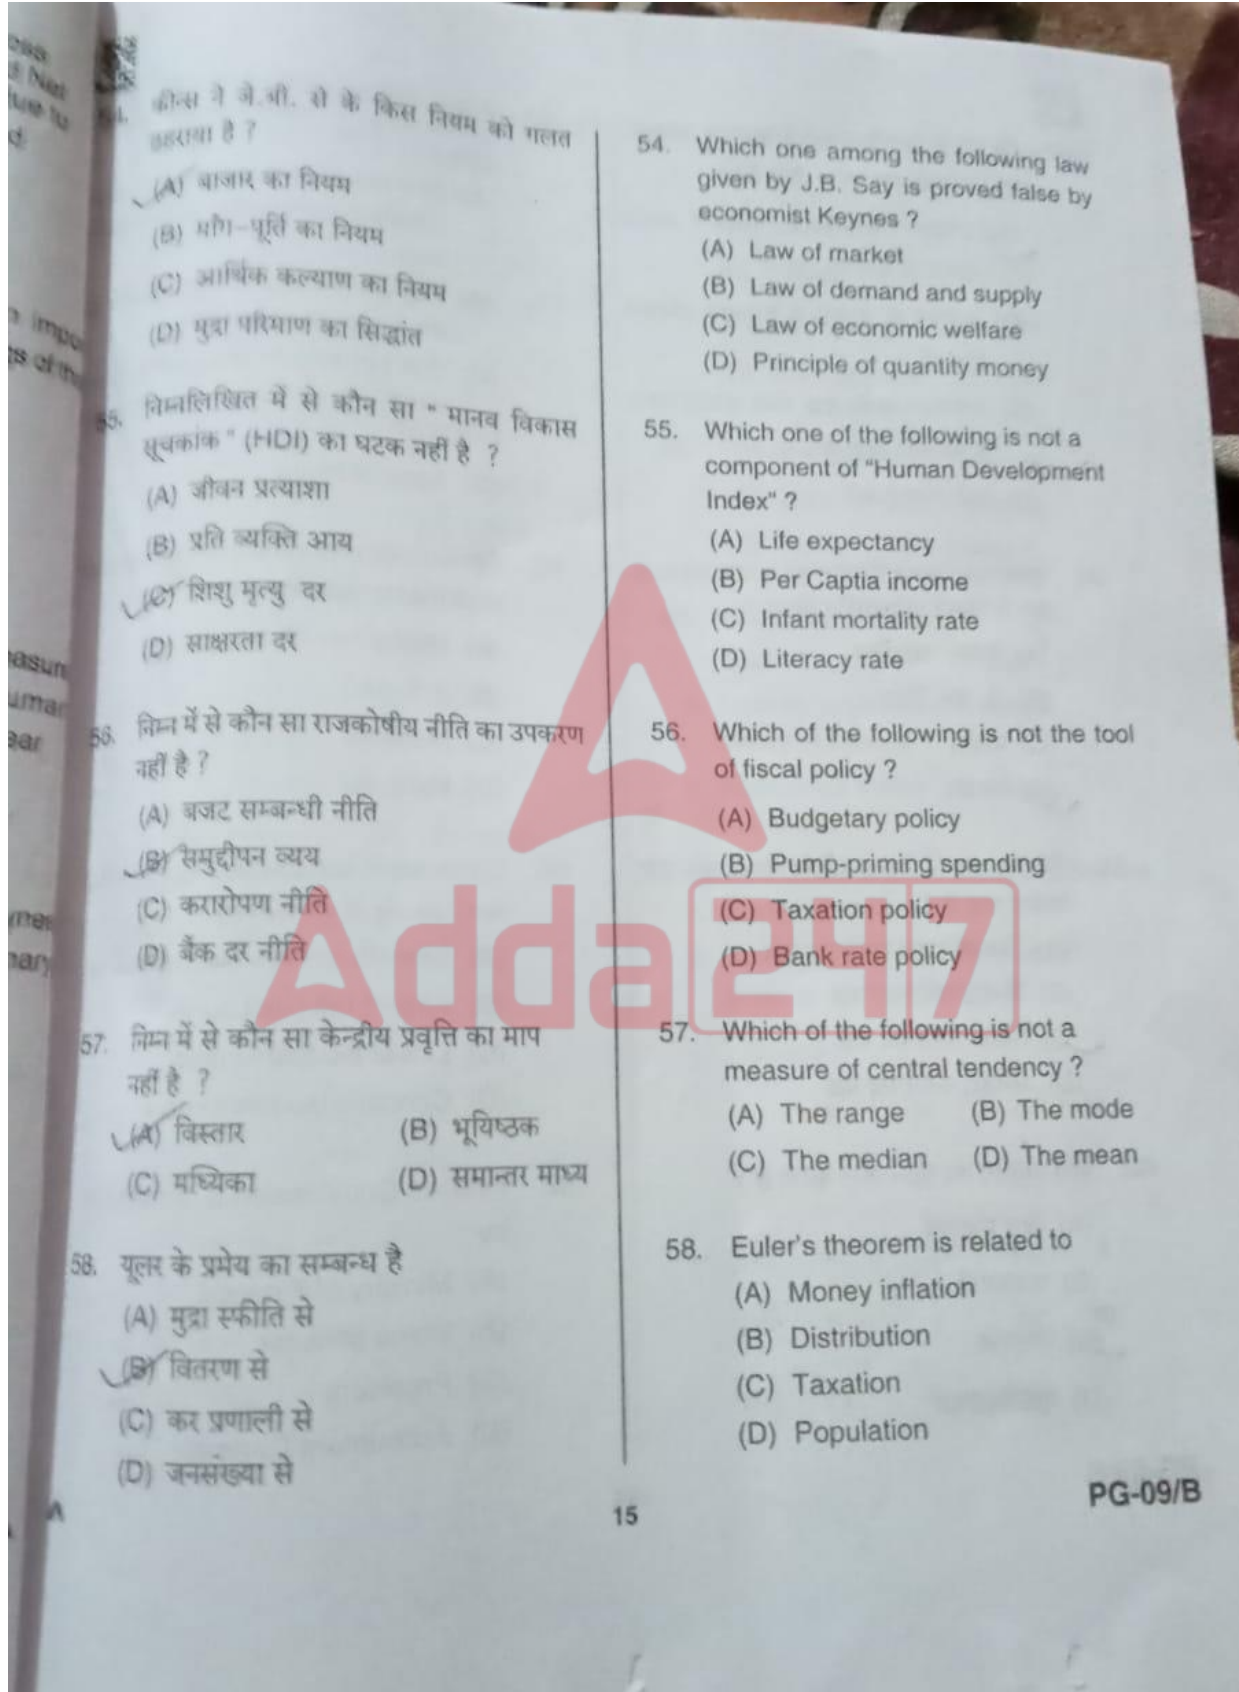 कीन्स ने जे.बी. से के किस नियम को गलत
ठहराया है ?
(A) बाजार का नियम
(B) माँग-पूर्ति का नियम
(C) आर्थिक कल्याण का नियम
(D) मुद्रा परिमाण का सिद्धांत
55. निम्नलिखित में से कौन सा " मानव विकास
सूचकांक " (HDI) का घटक नहीं है ?
(A) जीवन प्रत्याशा
(B) प्रति व्यक्ति आय
(C) शिशु मृत्यु दर
(D) साक्षरता दर
56. निम्न में से कौन सा राजकोषीय नीति का उपकरण
नहीं है ?
(A) बजट सम्बन्धी नीति
(B) समुद्दीपन व्यय
(C) करारोपण नीति
(D) बैंक दर नीति
57. निम्न में से कौन सा केन्द्रीय प्रवृत्ति का माप
नहीं है ?
(A) विस्तार (B) भूयिष्ठक
(C) मध्यिका (D) समान्तर माध्य
58. यूलर के प्रमेय का सम्बन्ध है
(A) मुद्रा स्फीति से
(B) वितरण से
(C) कर प्रणाली से
(D) जनसंख्या से
54. Which one among the following law
given by J.B. Say is proved false by
economist Keynes ?
(A) Law of market
(B) Law of demand and supply
(C) Law of economic welfare
(D) Principle of quantity money
55. Which one of the following is not a
component of "Human Development
Index" ?
(A) Life expectancy
(B) Per Captia income
(C) Infant mortality rate
(D) Literacy rate
56. Which of the following is not the tool
of fiscal policy ?
(A) Budgetary policy
(B) Pump-priming spending
(C) Taxation policy
(D) Bank rate policy
57. Which of the following is not a
measure of central tendency ?
(A) The range (B) The mode
(C) The median (D) The mean
58. Euler's theorem is related to
(A) Money inflation
(B) Distribution
(C) Taxation
(D) Population
15
PG-09/B
Adda247